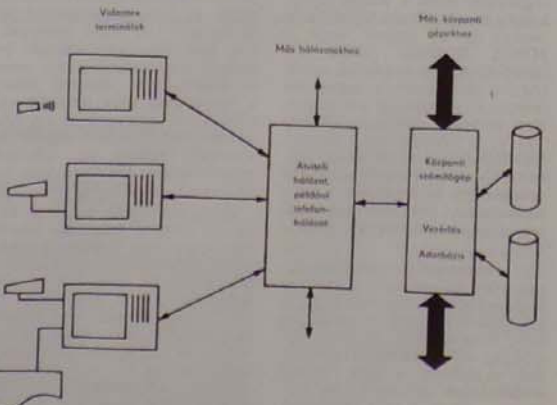 Videotex
terminálok
Más hálózatokhoz
Más központi
gépekhez
Átviteli
hálózat,
például
telefon-
hálózat
Központi
számítógép
Vezérlés
Adatbázis